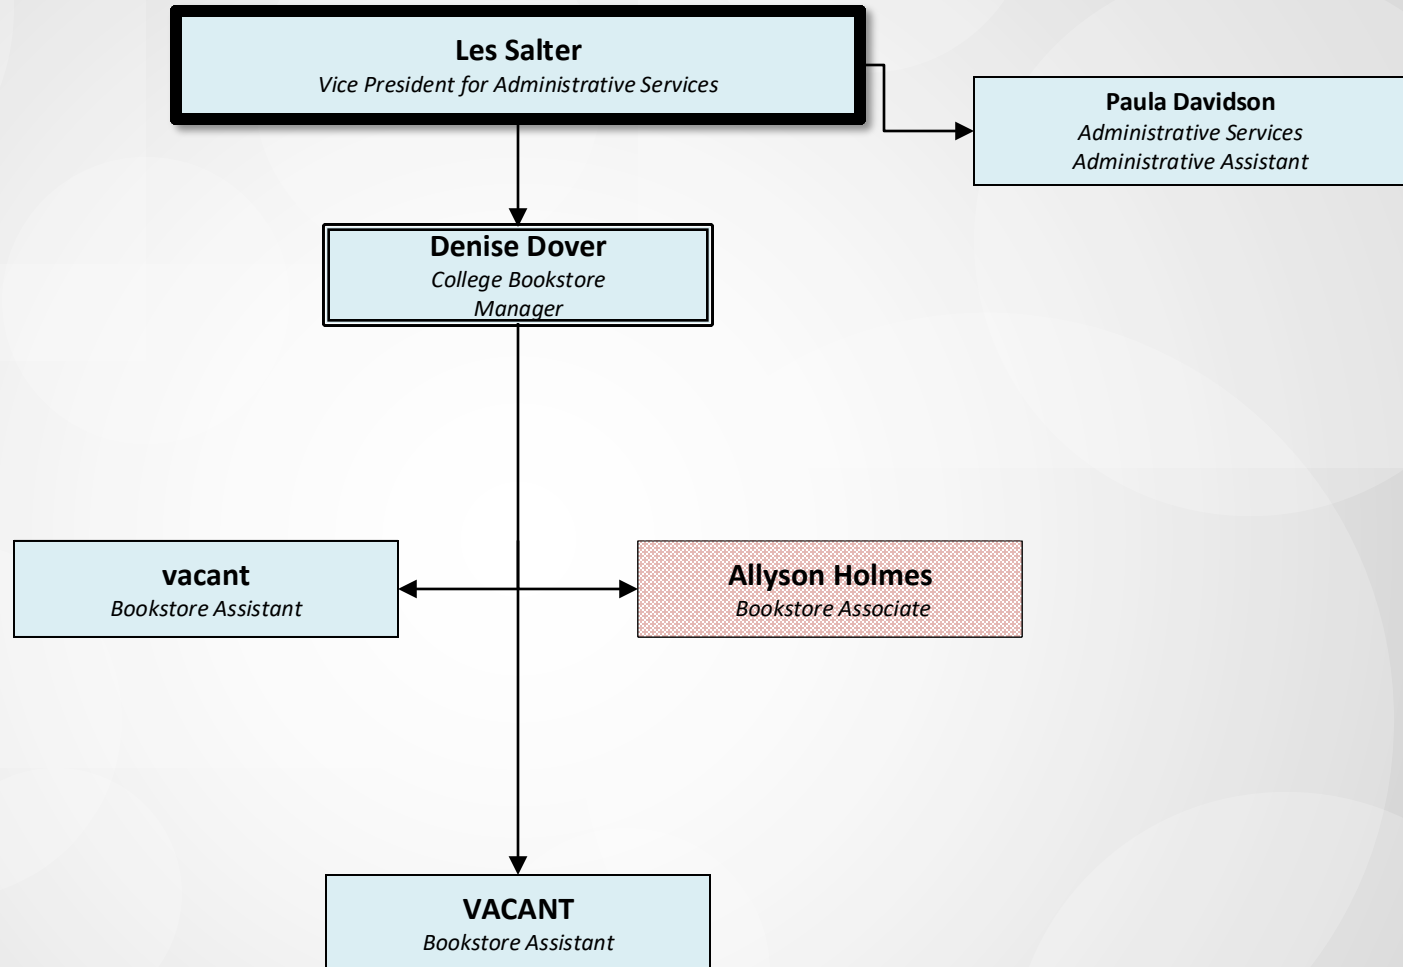 Les Salter
Vice President for Administrative Services
Paula Davidson
Administrative Services
Administrative Assistant
Denise Dover
College Bookstore
Manager
vacant
Bookstore Assistant
Allyson Holmes
Bookstore Associate
VACANT
Bookstore Assistant